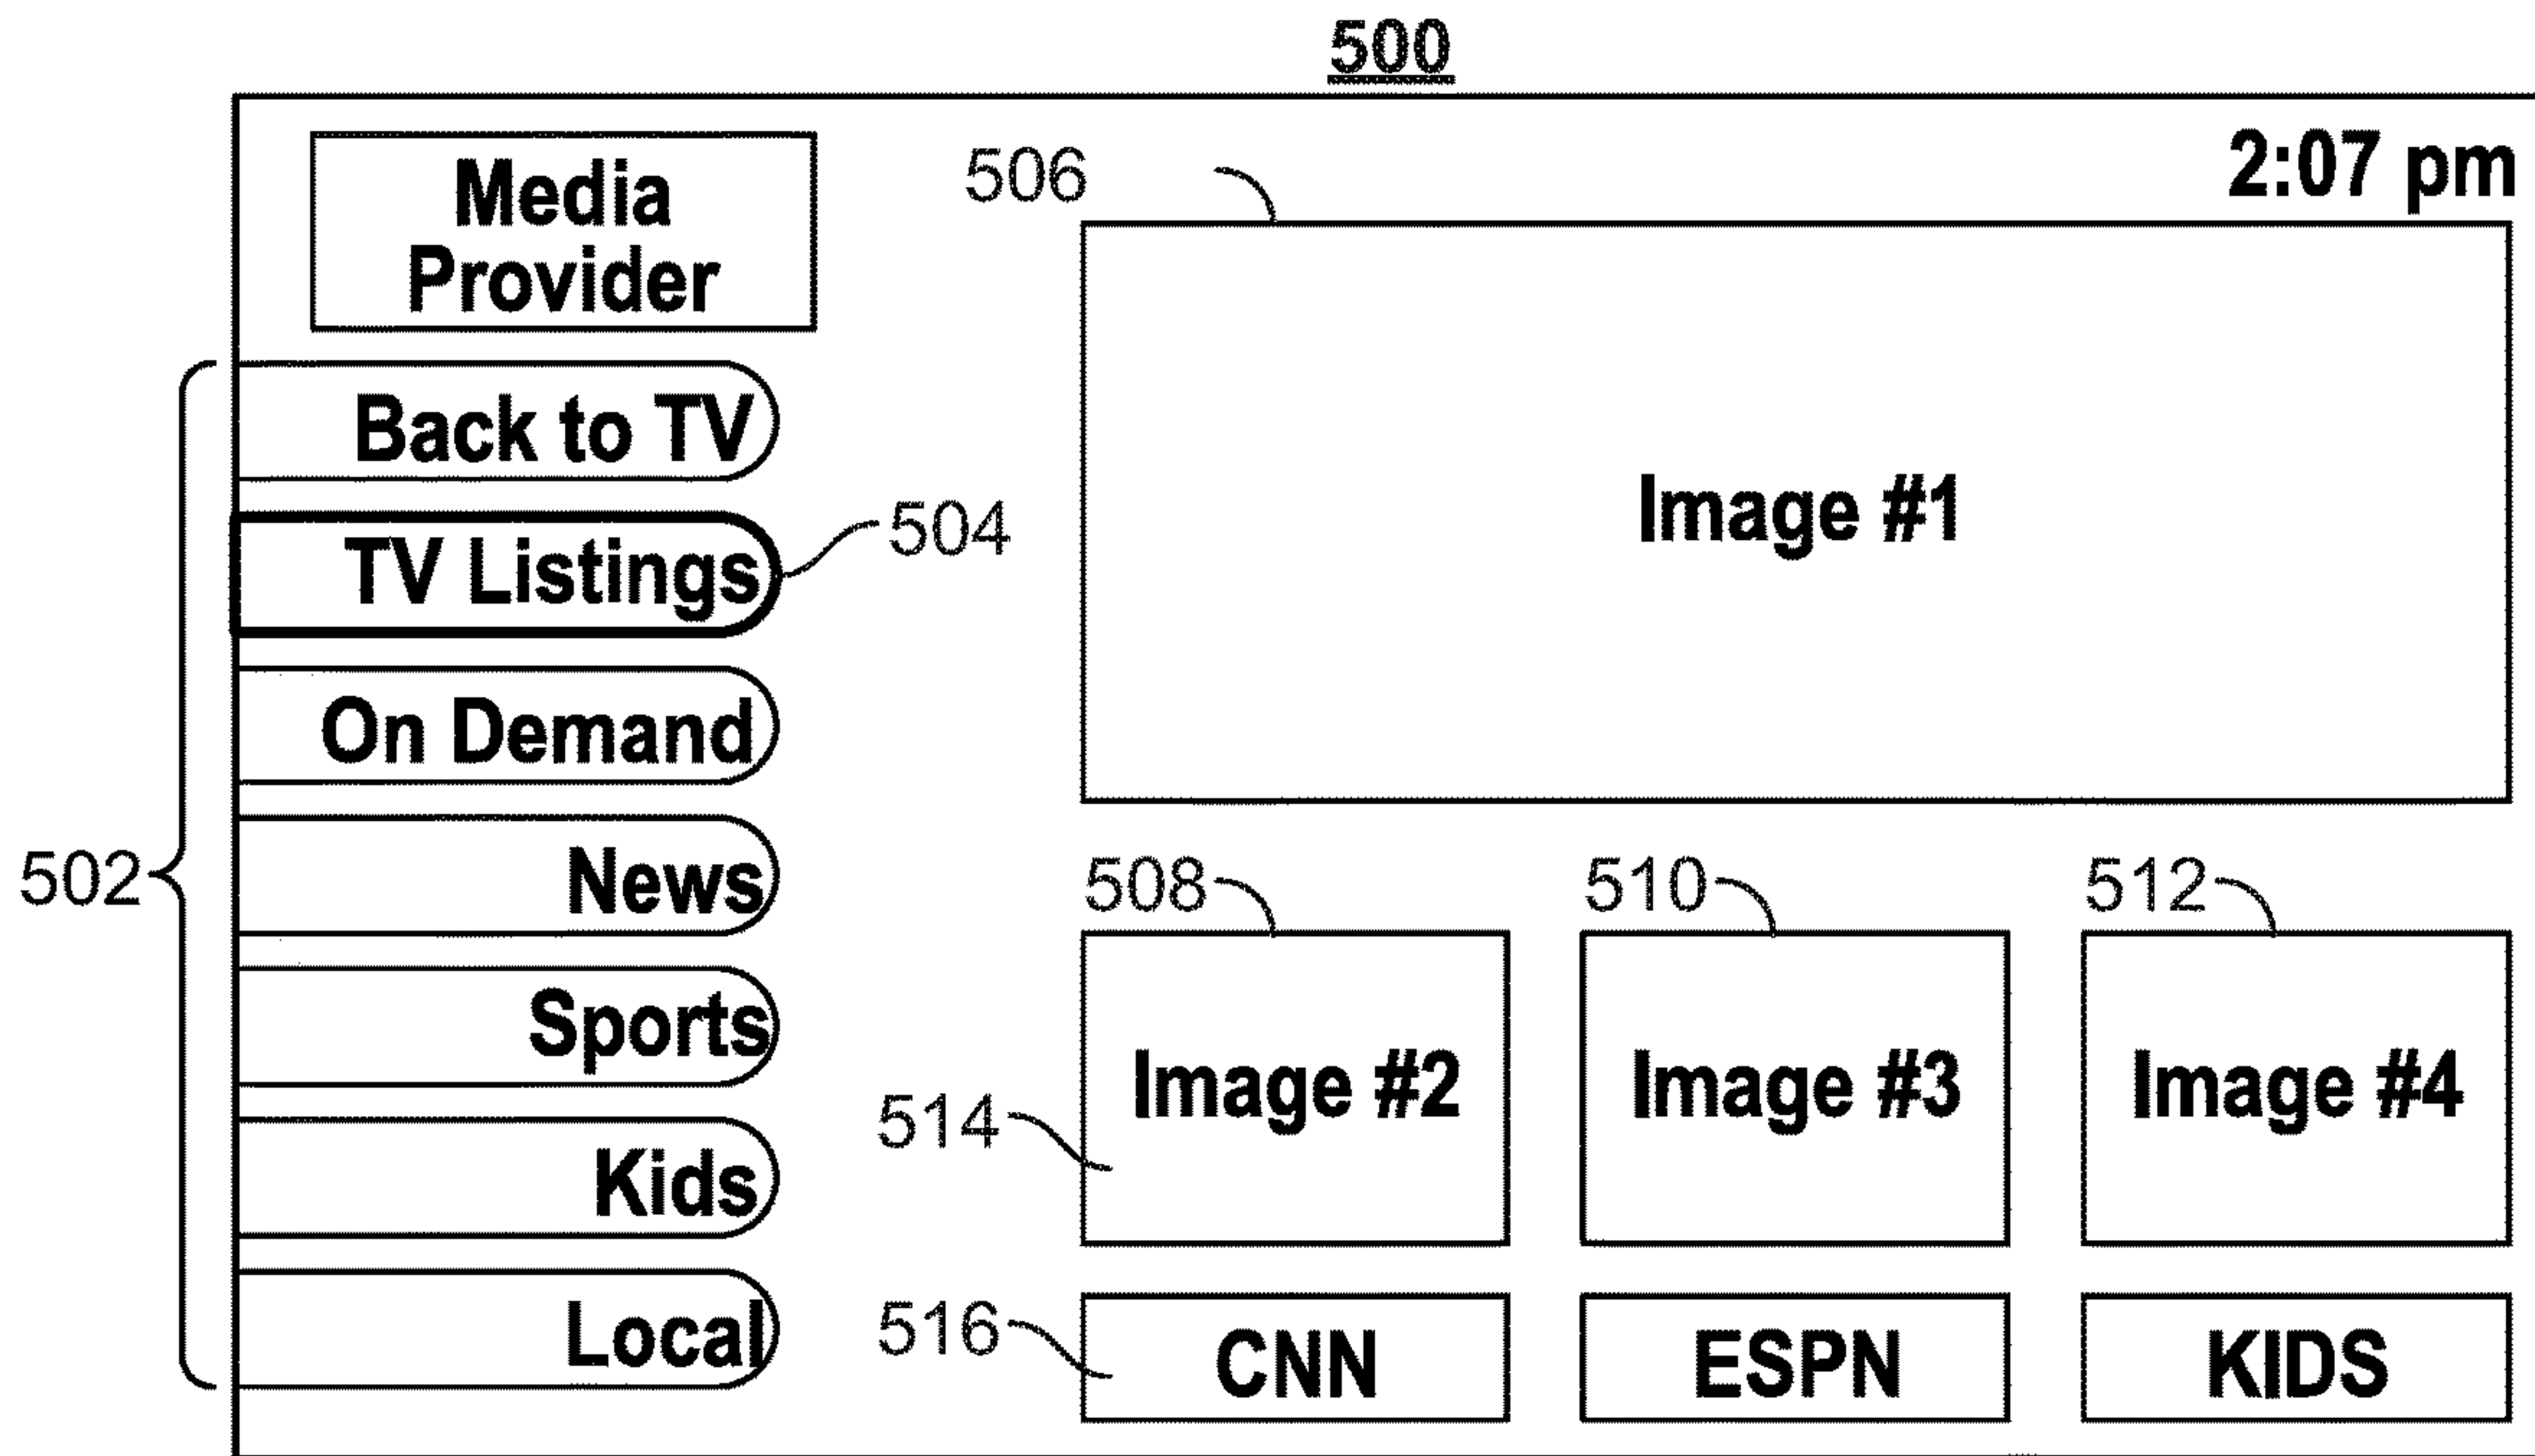 500
2:07 pm
Media
Provider
506
Back to TV
Image #1
TV Listings
504
On Demand
502
News
508
510
512
Sports
Image #2
Image #3
Image #4
514
Kids
Local
516
CNN
ESPN
KIDS